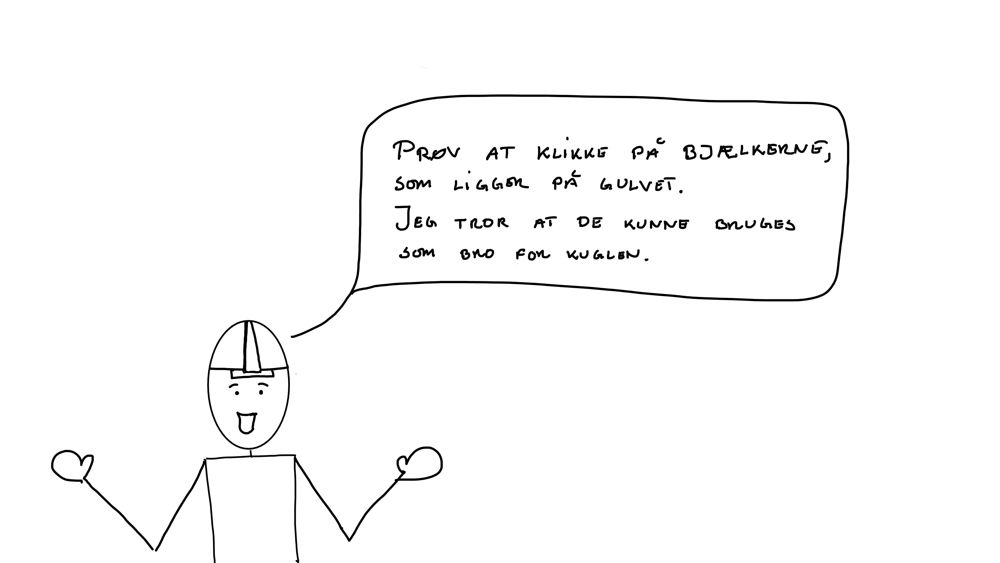 PRØV AT KLIKKE PÅ BJÆLKERNE,
SOM LIGGER PÅ GULVET.
JEG TROR AT DE KUNNE BRUGES
SOM BRO FOR KUGLEN.